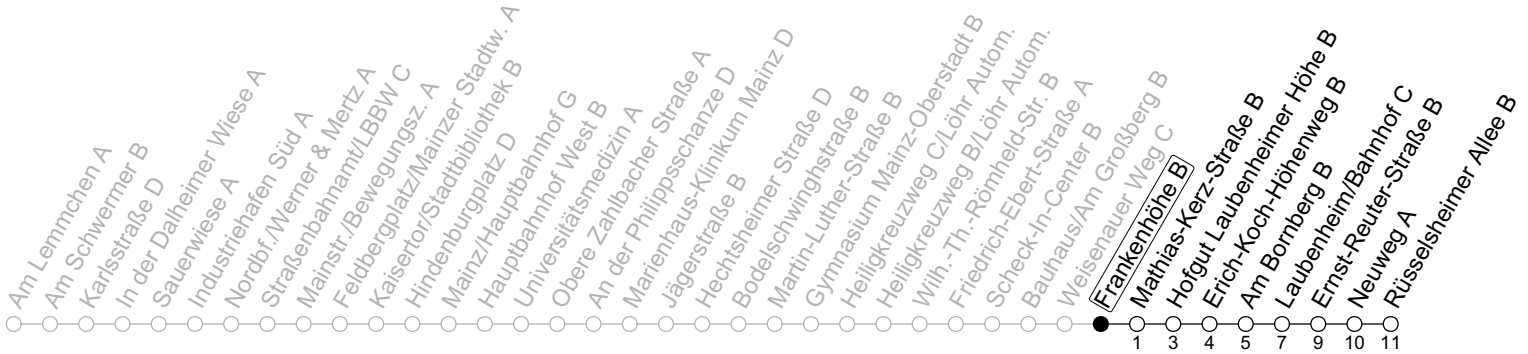 Am Lemmchen A
Am Schwermer B
Karlsstraße D
In der Dalheimer Wiese A
Sauerwiese A
Industriehafen Süd A
Nordbf./Werner & Mertz A
Straßenbahnamt/LBBW C
Mainstr./Bewegungsz. A
Feldbergplatz/Mainzer Stadtw. A
Kaisertor/Stadtbibliothek B
Hindenburgplatz D
Mainz/Hauptbahnhof G
Hauptbahnhof West B
Universitätsmedizin A
Obere Zahlbacher Straße A
An der Philippsschanze D
Marienhaus-Klinikum Mainz D
Jägerstraße B
Hechtsheimer Straße D
Bodelschwinghstraße B
Martin-Luther-Straße B
Gymnasium Mainz-Oberstadt B
Heiligkreuzweg C/Löhr Autom.
Heiligkreuzweg B/Löhr Autom.
Wilh.-Th.-Römheld-Str. B
Friedrich-Ebert-Straße A
Scheck-In-Center B
Bauhaus/Am Großberg B
Weisenauer Weg C
Frankenhöhe B
Mathias-Kerz-Straße B
Hofgut Laubenheimer Höhe B
Erich-Koch-Höhenweg B
Am Bornberg B
Laubenheim/Bahnhof C
Ernst-Reuter-Straße B
Neuweg A
Rüsselsheimer Allee B
1 3 4 5 7 9 10 11